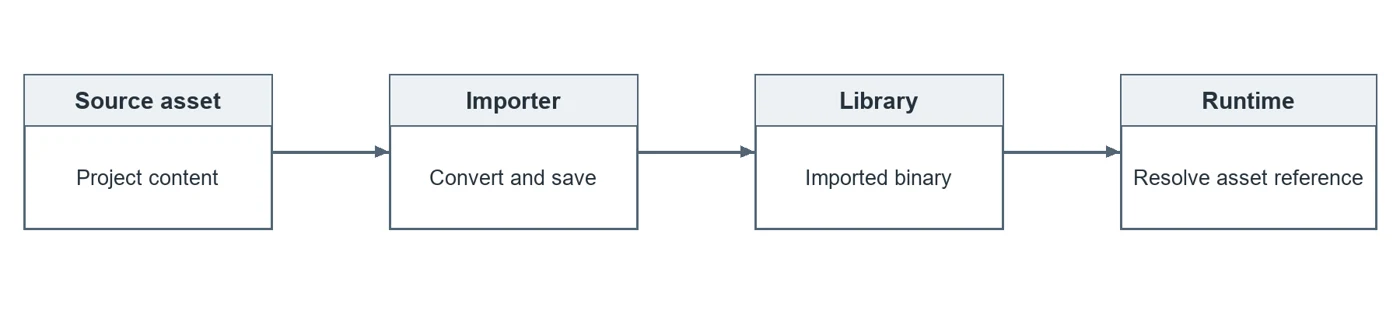 Source asset
Project content
Importer
Convert and save
Library
Imported binary
Runtime
Resolve asset reference